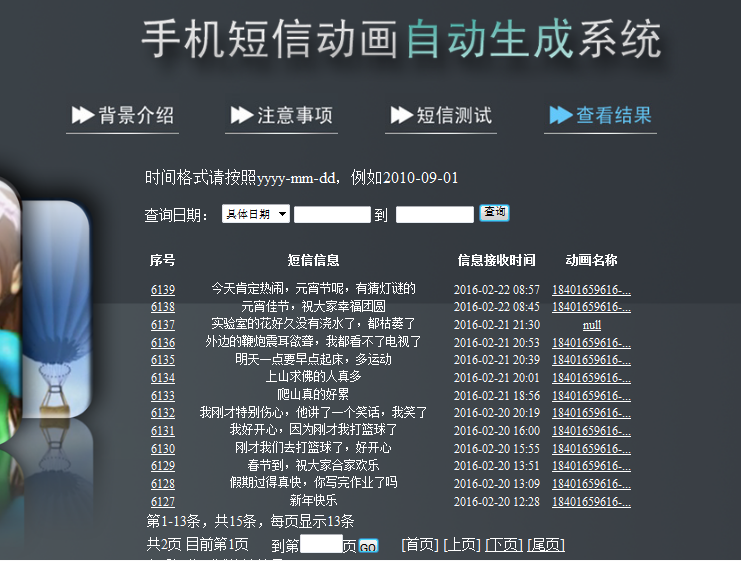 手机短信动画自动生成系统
背景介绍 注意事项 短信测试 查看结果
时间格式请按照yyyy-mm-dd，例如2010-09-01
查询日期： 具体日期 到 查询
序号 短信信息 信息接收时间 动画名称
6139 今天肯定热闹，元宵节呢，有猜灯谜的 2016-02-22 08:57 18401659616-...
6138 元宵佳节，祝大家幸福团圆 2016-02-22 08:45 18401659616-...
6137 实验室的花好久没有浇水了，都枯萎了 2016-02-21 21:30 null
6136 外边的鞭炮震耳欲聋，我都看不了电视了 2016-02-21 20:53 18401659616-...
6135 明天一点要早点起床，多运动 2016-02-21 20:39 18401659616-...
6134 上山求佛的人真多 2016-02-21 20:01 18401659616-...
6133 爬山真的好累 2016-02-21 18:56 18401659616-...
6132 我刚才特别伤心，他讲了一个笑话，我笑了 2016-02-20 20:19 18401659616-...
6131 我好开心，因为刚才我打篮球了 2016-02-20 16:00 18401659616-...
6130 刚才我们去打篮球了，好开心 2016-02-20 15:55 18401659616-...
6129 春节到，祝大家合家欢乐 2016-02-20 13:51 18401659616-...
6128 假期过得真快，你写完作业了吗 2016-02-20 13:09 18401659616-...
6127 新年快乐 2016-02-20 12:28 18401659616-...
第1-13条，共15条，每页显示13条
共2页 目前第1页 到第 页 GO [首页] [上页] [下页] [尾页]